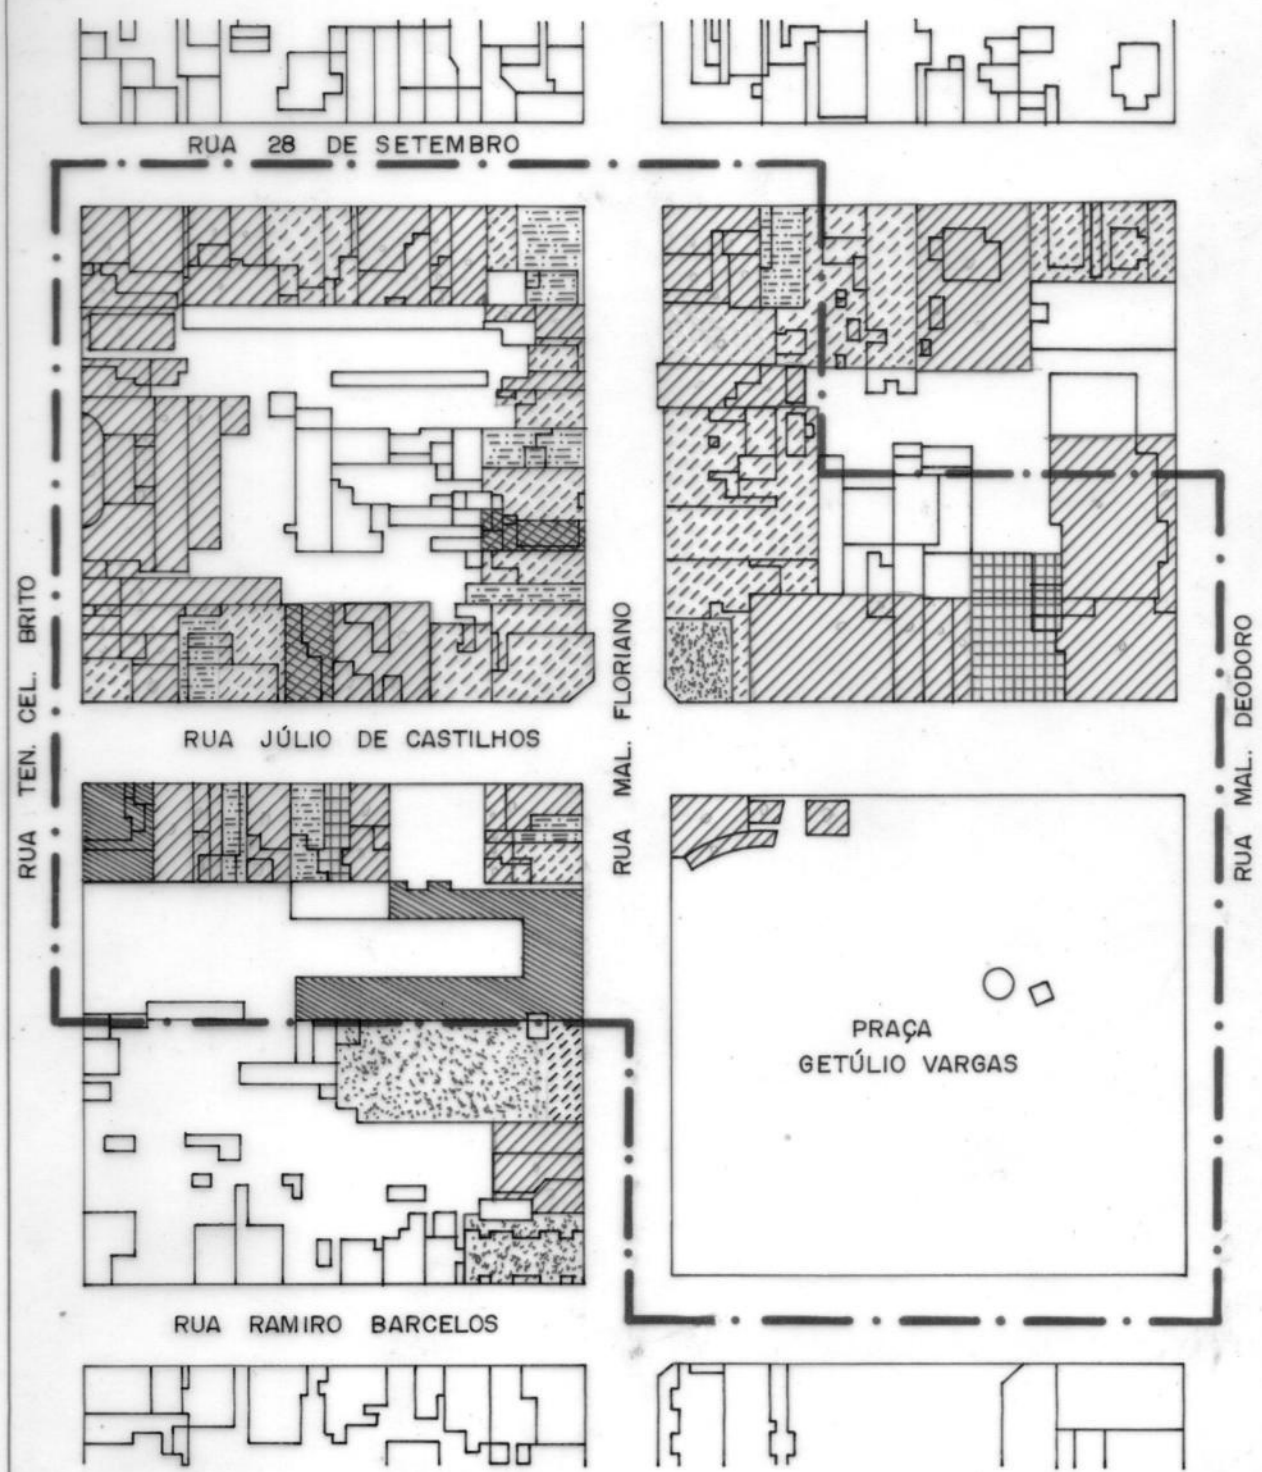 RUA 28 DE SETEMBRO
RUA TEN. CEL. BRITO
RUA MAL. FLORIANO
RUA MAL. DEODORO
RUA JÚLIO DE CASTILHOS
PRAÇA
GETÚLIO VARGAS
RUA RAMIRO BARCELOS